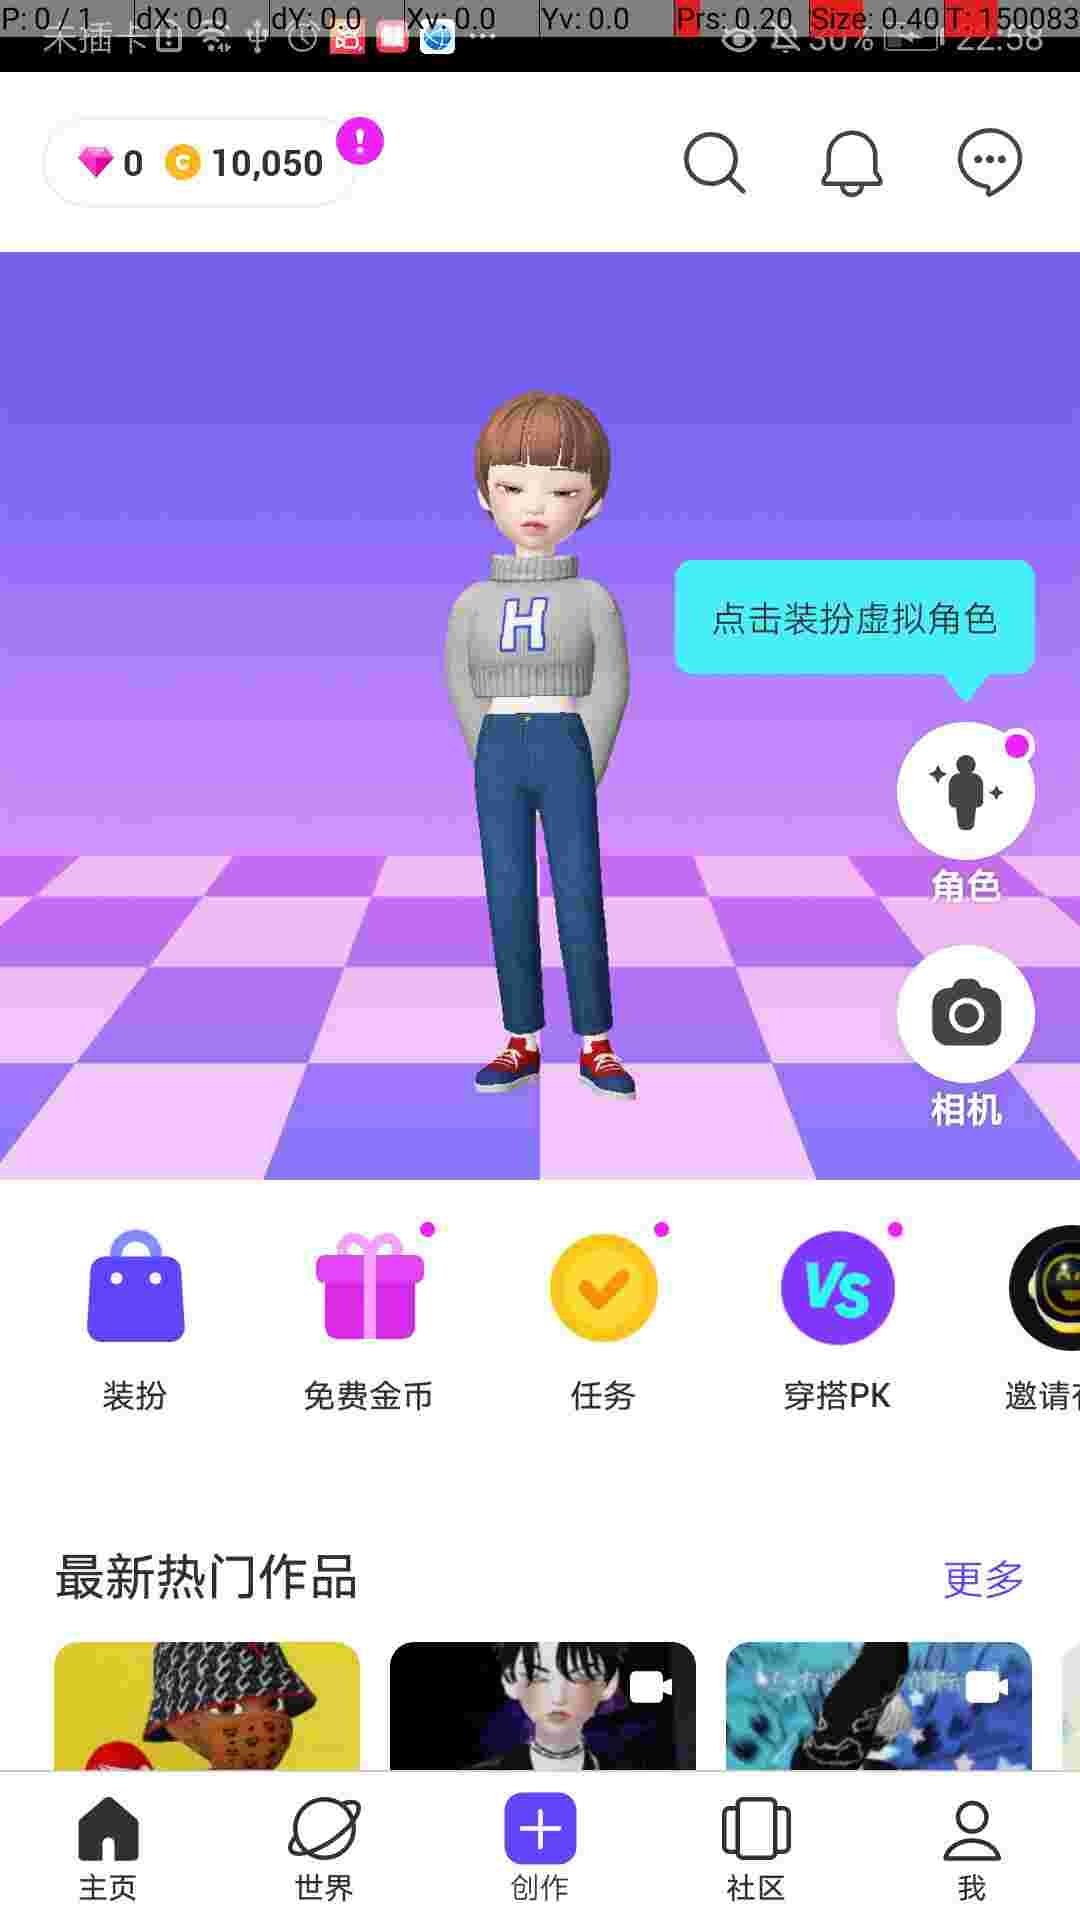 P: 0 / 1 dX: 0.0 dY: 0.0 Xv: 0.0 Yv: 0.0 Prs: 0.20 Size: 0.40 T: 150083
未插卡 30% 22:58
0 10,050
H
点击装扮虚拟角色
角色
相机
VS
装扮 免费金币 任务 穿搭PK 邀请
最新热门作品 更多
主页 世界 创作 社区 我